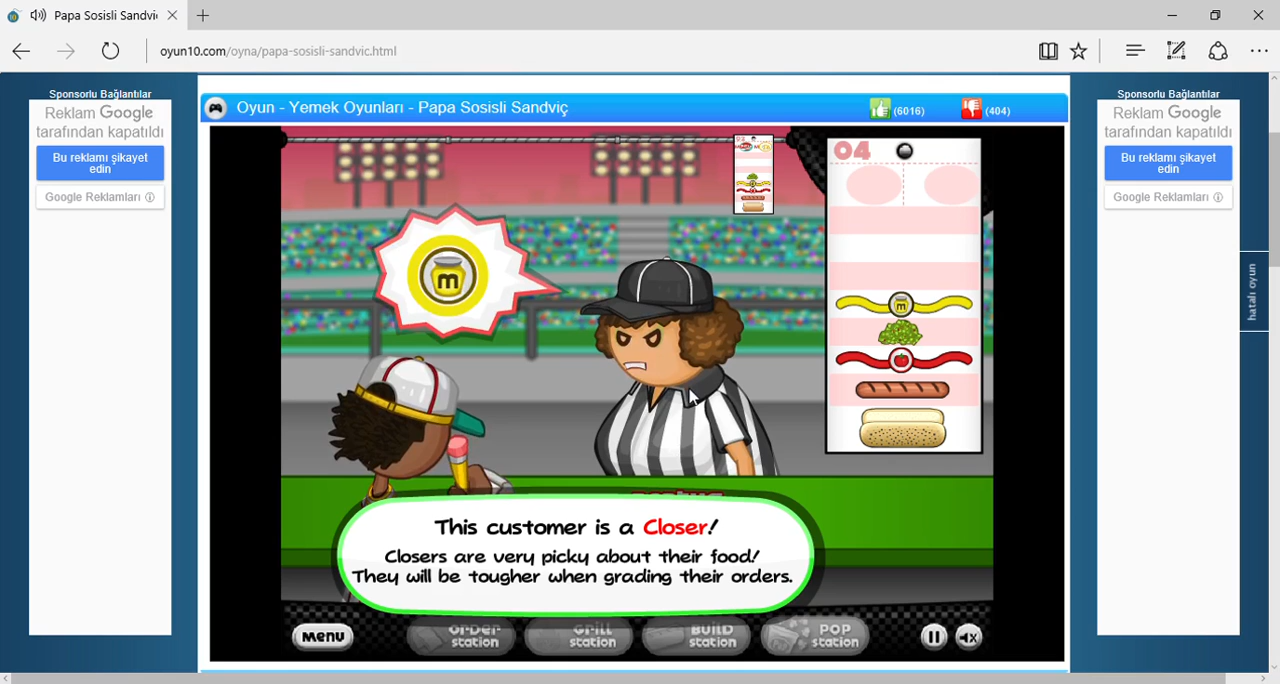 Papa Sosisli Sandvi
oyun10.com/oyna/papa-sosisli-sandvic.html
Sponsorlu Bağlantılar
Reklam Google
tarafından kapatıldı
Bu reklamı şikayet
edin
Google Reklamları
Oyun - Yemek Oyunları - Papa Sosisli Sandviç
(6016)
(404)
04
m
m
This customer is a Closer!
Closers are very picky about their food!
They will be tougher when grading their orders.
MENU
ORDER
Station
GRILL
Station
BUILD
Station
POP
Station
Sponsorlu Bağlantılar
Reklam Google
tarafından kapatıldı
Bu reklamı şikayet
edin
Google Reklamları
hatalı oyun